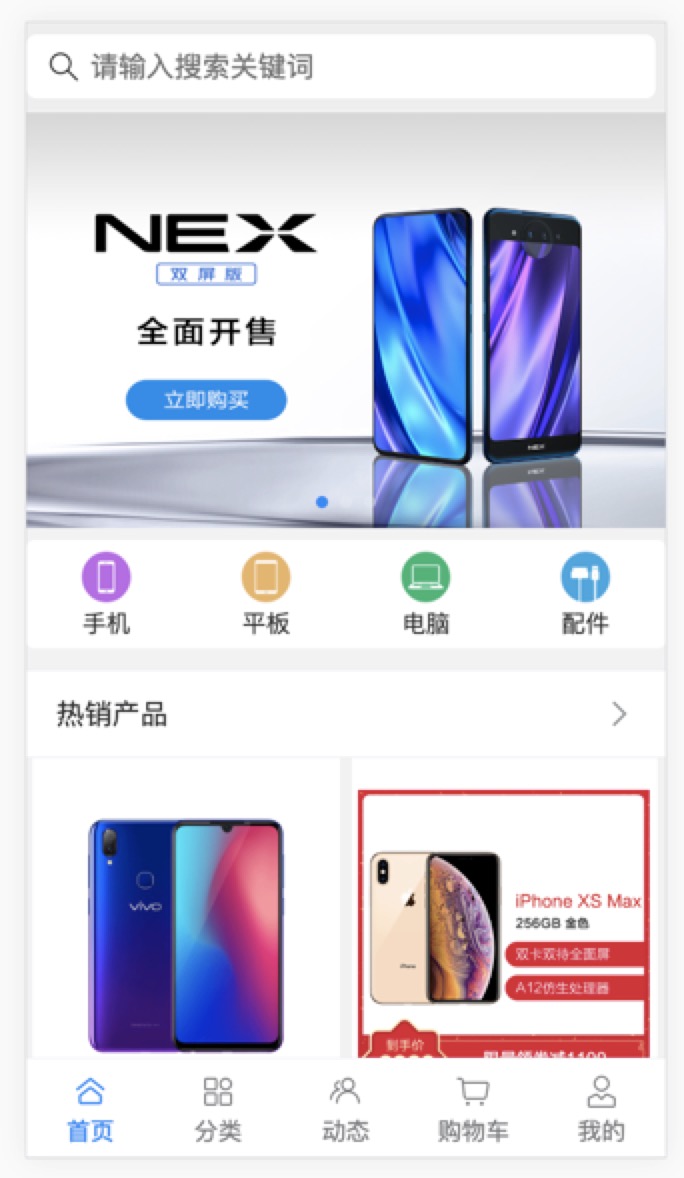 请输入搜索关键词
NEX
双屏版
全面开售
立即购买
NEX
手机
平板
电脑
配件
热销产品
vivo
iPhone XS Max
256GB 金色
双卡双待全面屏
A12仿生处理器
iPhone
到手价
首页
分类
动态
购物车
我的